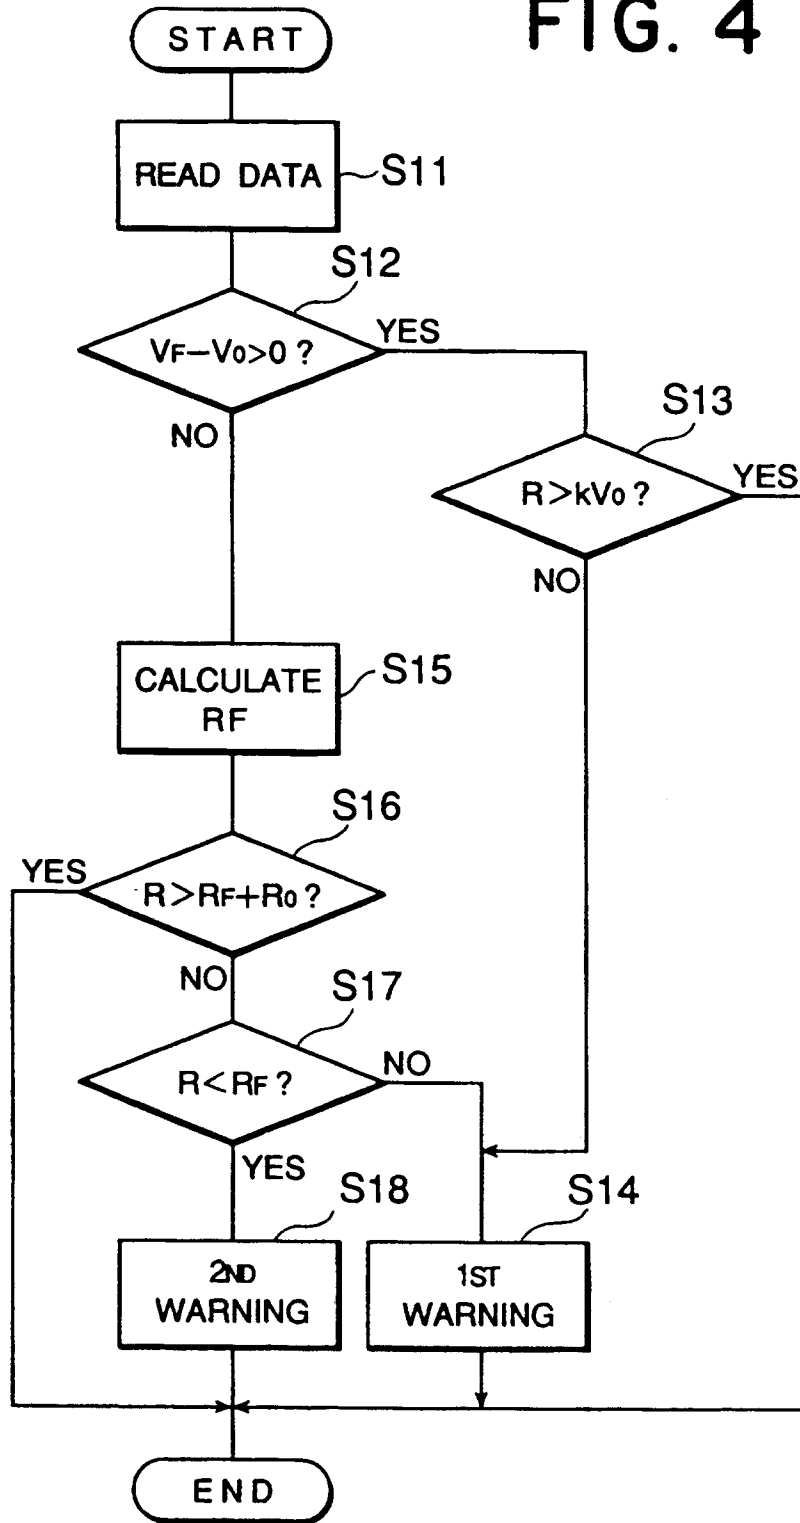 FIG. 4
START
READ DATA
S11
S12
VF−V0>0 ?
YES
NO
S13
R>kV0 ?
YES
NO
CALCULATE
RF
S15
S16
YES
R>RF+R0 ?
NO
S17
R<RF ?
NO
YES
S18
S14
2ND
WARNING
1ST
WARNING
END